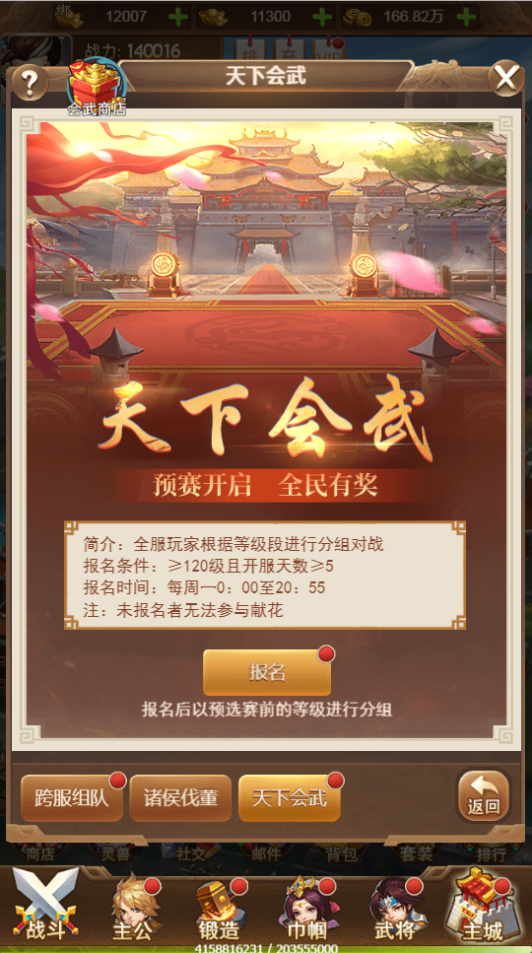 绑
12007
11300
166.82万
战力: 140016
充
VIP
天下会武
?
会武商店
天下会武
预赛开启 全民有奖
简介：全服玩家根据等级段进行分组对战
报名条件：≥120级且开服天数≥5
报名时间：每周一0：00至20：55
注：未报名者无法参与献花
报名
报名后以预选赛前的等级进行分组
跨服组队
诸侯伐董
天下会武
返回
商店
灵兽
社交
邮件
背包
套装
排行
战斗
主公
锻造
巾帼
武将
主城
4158816231 / 203555000